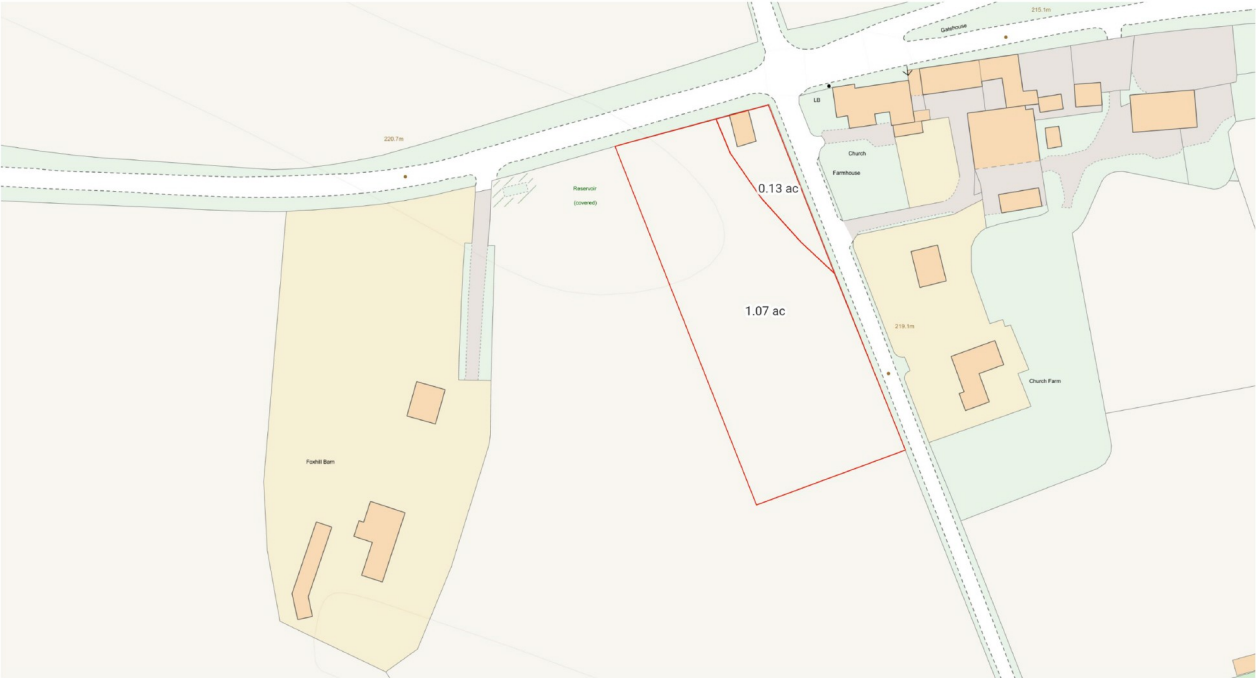 215.1m
Gatehouse
LB
220.7m
Church
Farmhouse
Reservoir
(covered)
0.13 ac
1.07 ac
219.1m
Church Farm
Foxhill Barn